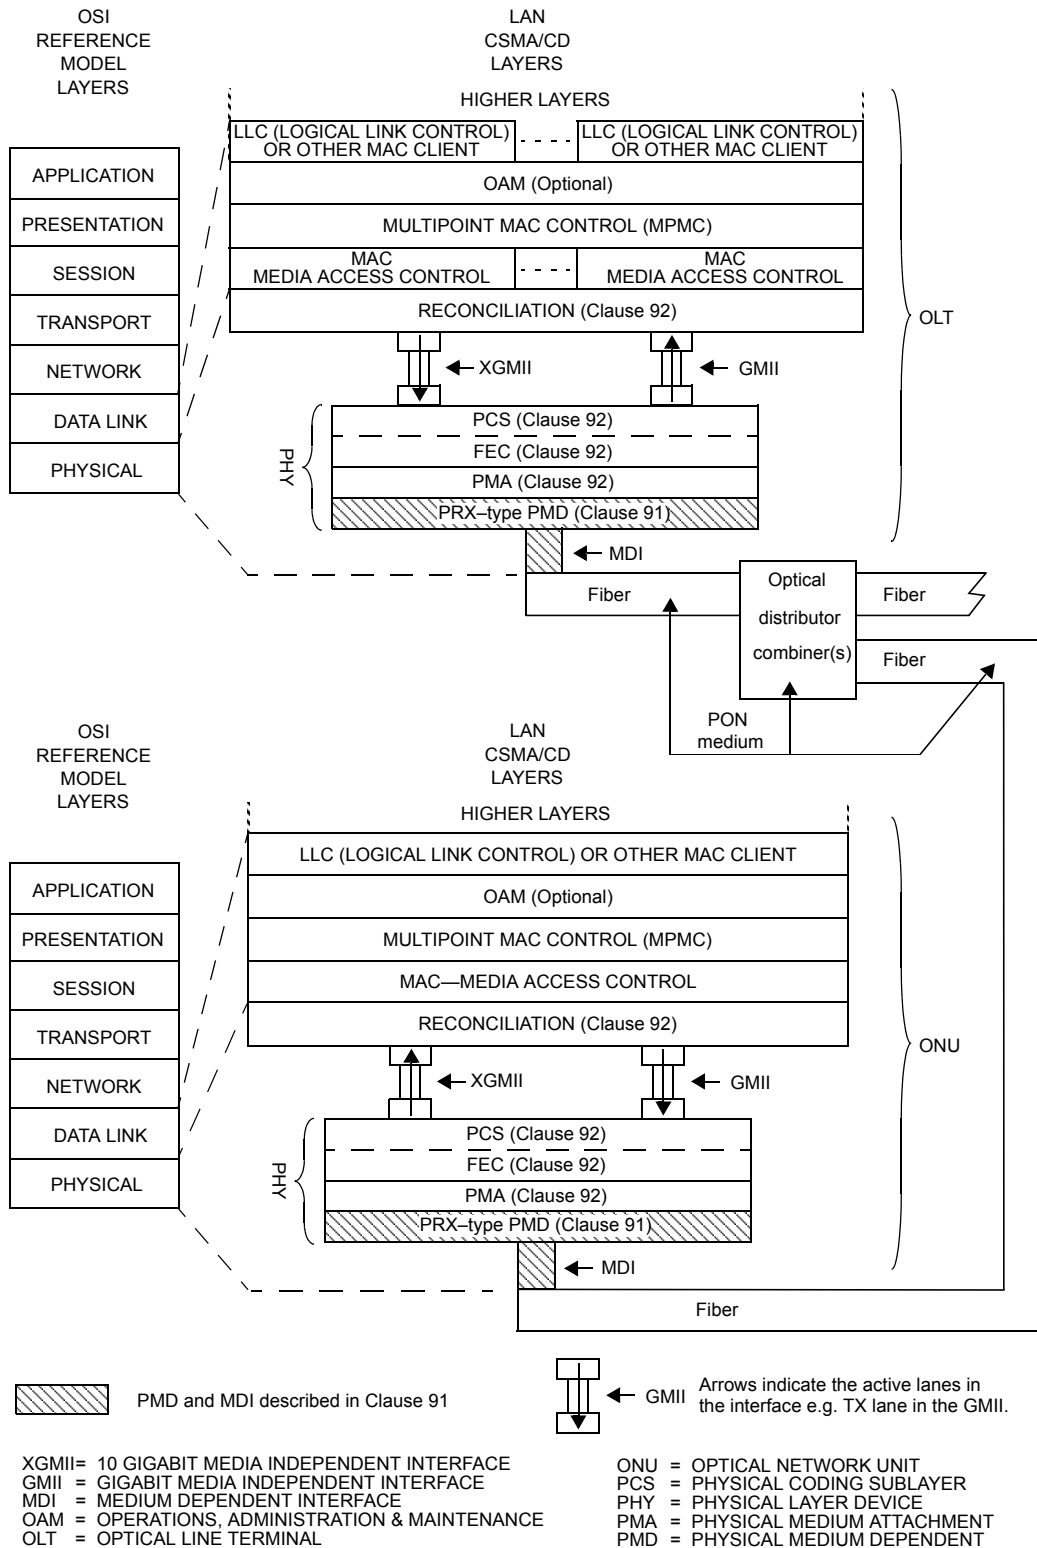 OSI
REFERENCE
MODEL
LAYERS
LAN
CSMA/CD
LAYERS
HIGHER LAYERS
LLC (LOGICAL LINK CONTROL)
OR OTHER MAC CLIENT
LLC (LOGICAL LINK CONTROL)
OR OTHER MAC CLIENT
OAM (Optional)
MULTIPOINT MAC CONTROL (MPMC)
MAC
MEDIA ACCESS CONTROL
MAC
MEDIA ACCESS CONTROL
RECONCILIATION (Clause 92)
APPLICATION
PRESENTATION
SESSION
TRANSPORT
NETWORK
DATA LINK
PHYSICAL
OLT
XGMII
GMII
PHY
PCS (Clause 92)
FEC (Clause 92)
PMA (Clause 92)
PRX–type PMD (Clause 91)
MDI
Fiber
Optical
distributor
combiner(s)
Fiber
Fiber
PON
medium
OSI
REFERENCE
MODEL
LAYERS
LAN
CSMA/CD
LAYERS
HIGHER LAYERS
LLC (LOGICAL LINK CONTROL) OR OTHER MAC CLIENT
OAM (Optional)
MULTIPOINT MAC CONTROL (MPMC)
MAC—MEDIA ACCESS CONTROL
RECONCILIATION (Clause 92)
APPLICATION
PRESENTATION
SESSION
TRANSPORT
NETWORK
DATA LINK
PHYSICAL
ONU
XGMII
GMII
PHY
PCS (Clause 92)
FEC (Clause 92)
PMA (Clause 92)
PRX–type PMD (Clause 91)
MDI
Fiber
PMD and MDI described in Clause 91
GMII
Arrows indicate the active lanes in
the interface e.g. TX lane in the GMII.
XGMII= 10 GIGABIT MEDIA INDEPENDENT INTERFACE
GMII = GIGABIT MEDIA INDEPENDENT INTERFACE
MDI = MEDIUM DEPENDENT INTERFACE
OAM = OPERATIONS, ADMINISTRATION & MAINTENANCE
OLT = OPTICAL LINE TERMINAL
ONU = OPTICAL NETWORK UNIT
PCS = PHYSICAL CODING SUBLAYER
PHY = PHYSICAL LAYER DEVICE
PMA = PHYSICAL MEDIUM ATTACHMENT
PMD = PHYSICAL MEDIUM DEPENDENT